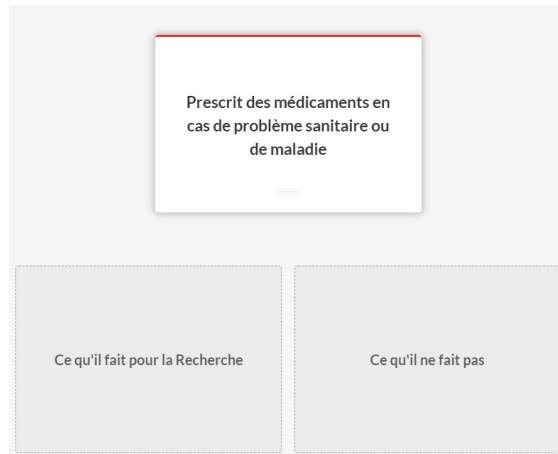 Prescrit des médicaments en
cas de problème sanitaire ou
de maladie
Ce qu'il fait pour la Recherche
Ce qu'il ne fait pas